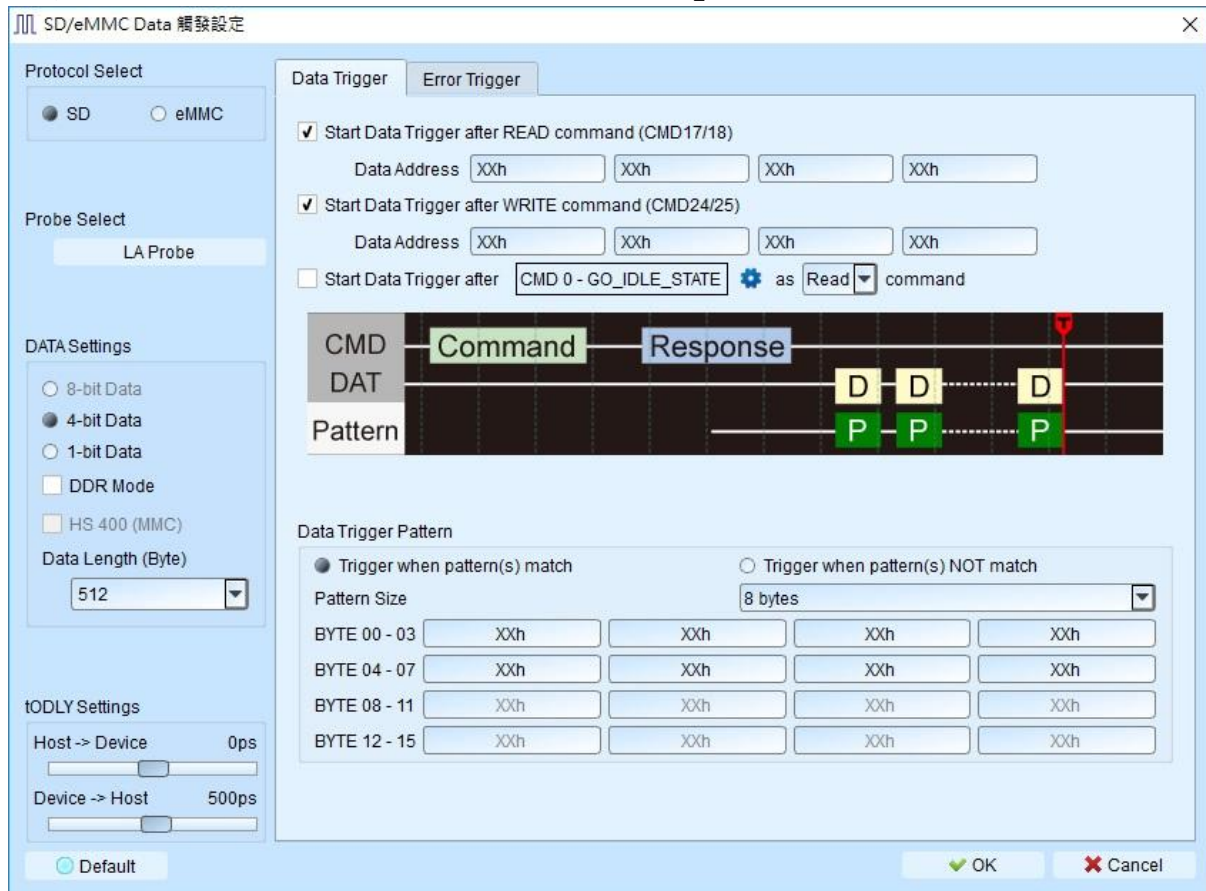 SD/eMMC Data 觸發設定
Protocol Select
SD eMMC
Probe Select
LA Probe
DATA Settings
8-bit Data
4-bit Data
1-bit Data
DDR Mode
HS 400 (MMC)
Data Length (Byte)
512
tODLY Settings
Host -> Device 0ps
Device -> Host 500ps
Default
Data Trigger Error Trigger
Start Data Trigger after READ command (CMD17/18)
Data Address XXh XXh XXh XXh
Start Data Trigger after WRITE command (CMD24/25)
Data Address XXh XXh XXh XXh
Start Data Trigger after CMD 0 - GO_IDLE_STATE as Read command
T
CMD Command Response
DAT D D D
Pattern P P P
Data Trigger Pattern
Trigger when pattern(s) match Trigger when pattern(s) NOT match
Pattern Size 8 bytes
BYTE 00 - 03 XXh XXh XXh XXh
BYTE 04 - 07 XXh XXh XXh XXh
BYTE 08 - 11 XXh XXh XXh XXh
BYTE 12 - 15 XXh XXh XXh XXh
OK Cancel